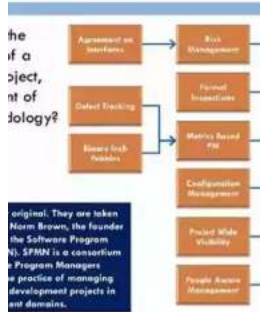 the
of a
oject,
nt of
dology?
Agreement on
Interfaces
Risk
Management
Formal
Inspections
Defect Tracking
Metrics Based
PM
Binary Inch
Pebbles
Configuration
Management
Project Wide
Visibility
People Aware
Management
original. They are taken
Norm Brown, the founder
the Software Program
N). SPMN is a consortium
e Program Managers
e practice of managing
development projects in
ent domains.